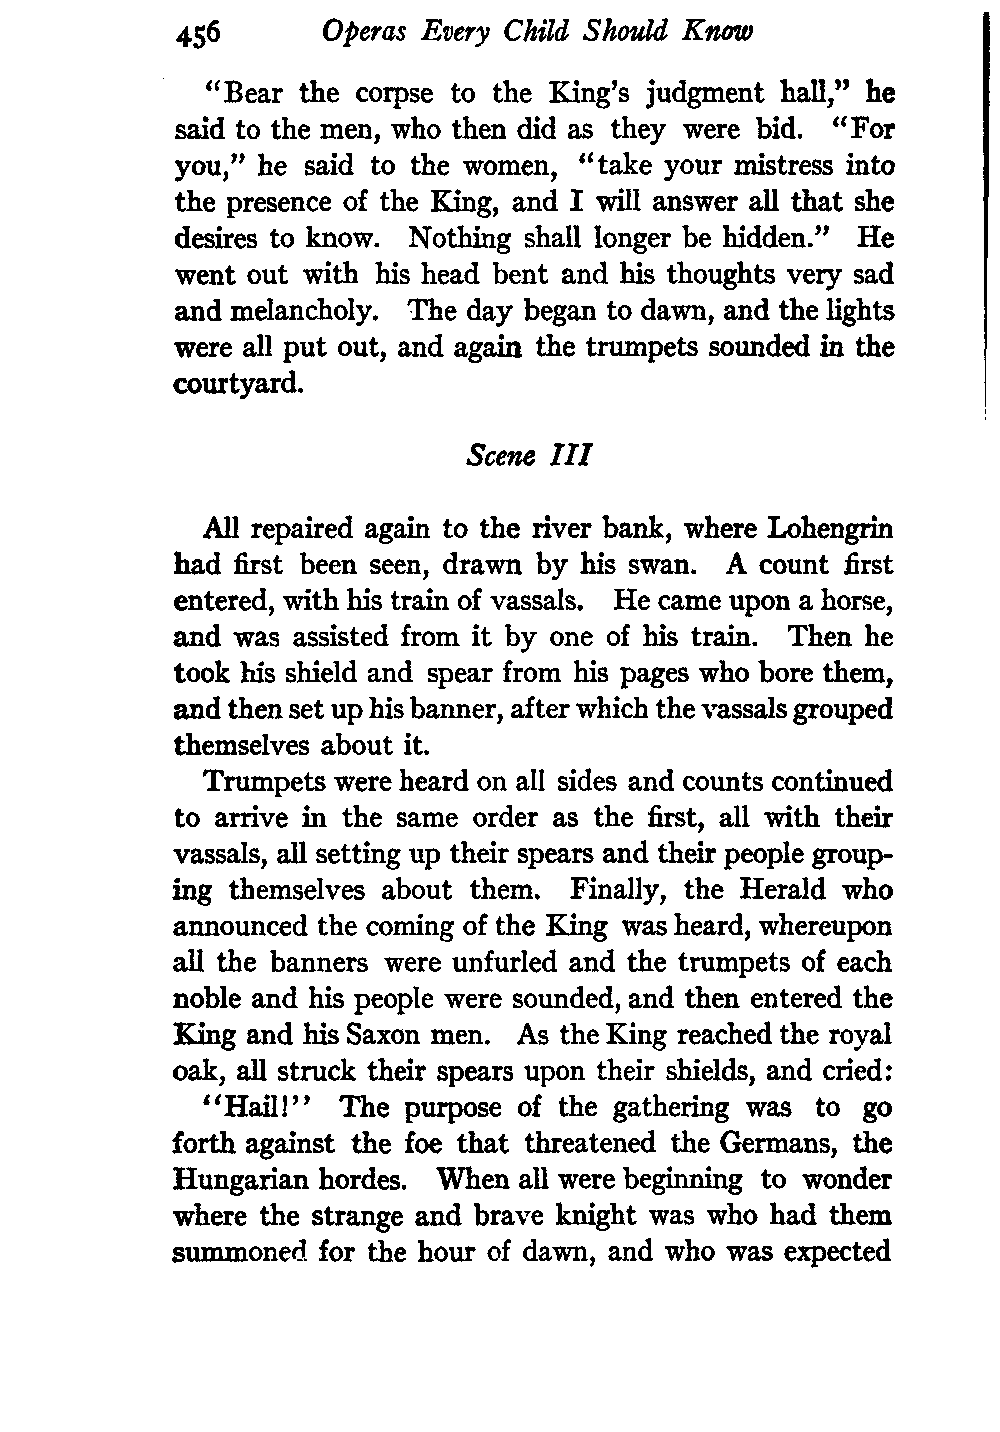 456 Operas Every Child Should Know
"Bear the corpse to the King's judgment hall," he
said to the men, who then did as they were bid. "For
you," he said to the women, "take your mistress into
the presence of the King, and I will answer all that she
desires to know. Nothing shall longer be hidden." He
went out with his head bent and his thoughts very sad
and melancholy. The day began to dawn, and the lights
were all put out, and again the trumpets sounded in the
courtyard.
Scene III
All repaired again to the river bank, where Lohengrin
had first been seen, drawn by his swan. A count first
entered, with his train of vassals. He came upon a horse,
and was assisted from it by one of his train. Then he
took his shield and spear from his pages who bore them,
and then set up his banner, after which the vassals grouped
themselves about it.
Trumpets were heard on all sides and counts continued
to arrive in the same order as the first, all with their
vassals, all setting up their spears and their people group-
ing themselves about them. Finally, the Herald who
announced the coming of the King was heard, whereupon
all the banners were unfurled and the trumpets of each
noble and his people were sounded, and then entered the
King and his Saxon men. As the King reached the royal
oak, all struck their spears upon their shields, and cried:
"Hail!" The purpose of the gathering was to go
forth against the foe that threatened the Germans, the
Hungarian hordes. When all were beginning to wonder
where the strange and brave knight was who had them
summoned for the hour of dawn, and who was expected